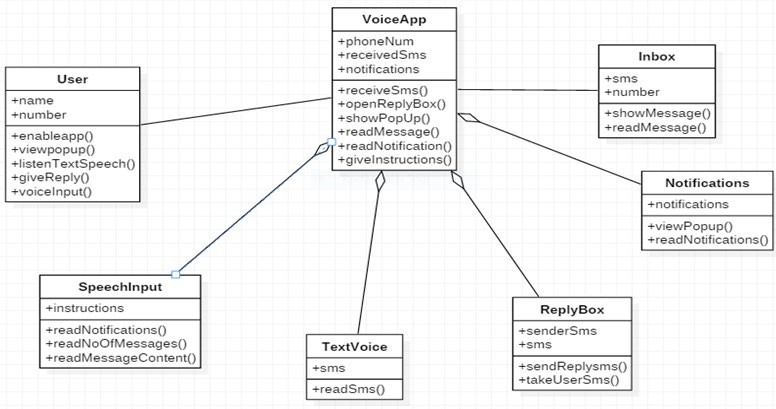 VoiceApp
+phoneNum
+receivedSms
+notifications
+receiveSms()
+openReplyBox()
+showPopUp()
+readMessage()
+readNotification()
+giveInstructions()
Inbox
+sms
+number
+showMessage()
+readMessage()
User
+name
+number
+enableapp()
+viewpopup()
+listenTextSpeech()
+giveReply()
+voiceInput()
Notifications
+notifications
+viewPopup()
+readNotifications()
SpeechInput
+instructions
+readNotifications()
+readNoOfMessages()
+readMessageContent()
TextVoice
+sms
+readSms()
ReplyBox
+senderSms
+sms
+sendReplysms()
+takeUserSms()